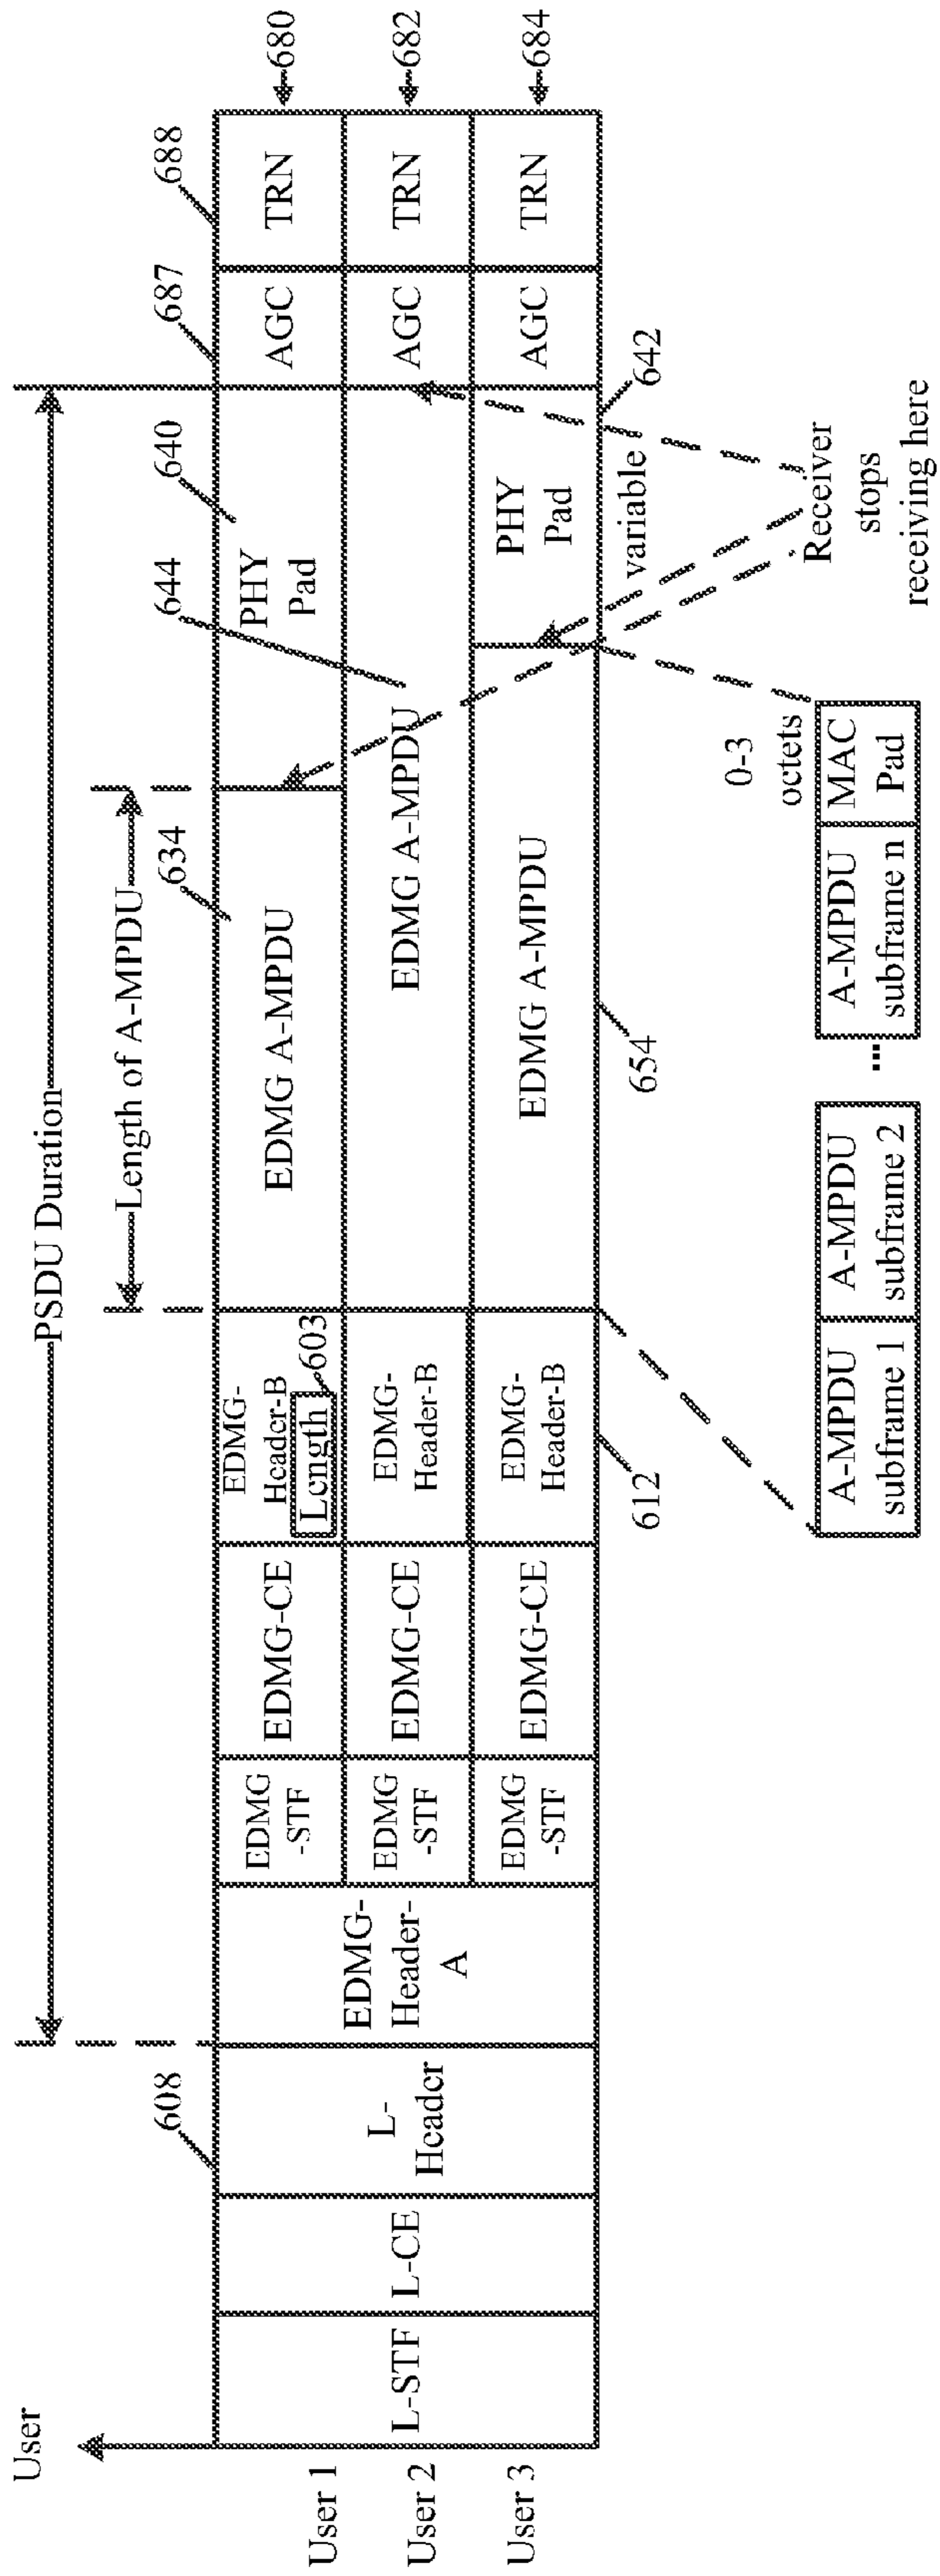 User
PSDU Duration
Length of A-MPDU
608
634
644
640
687
688
User 1
User 2
User 3
L-STF
L-CE
L-
Header
EDMG-
Header-
A
EDMG
-STF
EDMG-CE
EDMG-
Header-B
Length
603
EDMG A-MPDU
PHY
Pad
AGC
TRN
680
EDMG
-STF
EDMG-CE
EDMG-
Header-B
EDMG A-MPDU
AGC
TRN
682
EDMG
-STF
EDMG-CE
EDMG-
Header-B
EDMG A-MPDU
PHY
Pad
AGC
TRN
684
612
654
variable
642
0-3
octets
Receiver
stops
receiving here
A-MPDU
subframe 1
A-MPDU
subframe 2
...
A-MPDU
subframe n
MAC
Pad